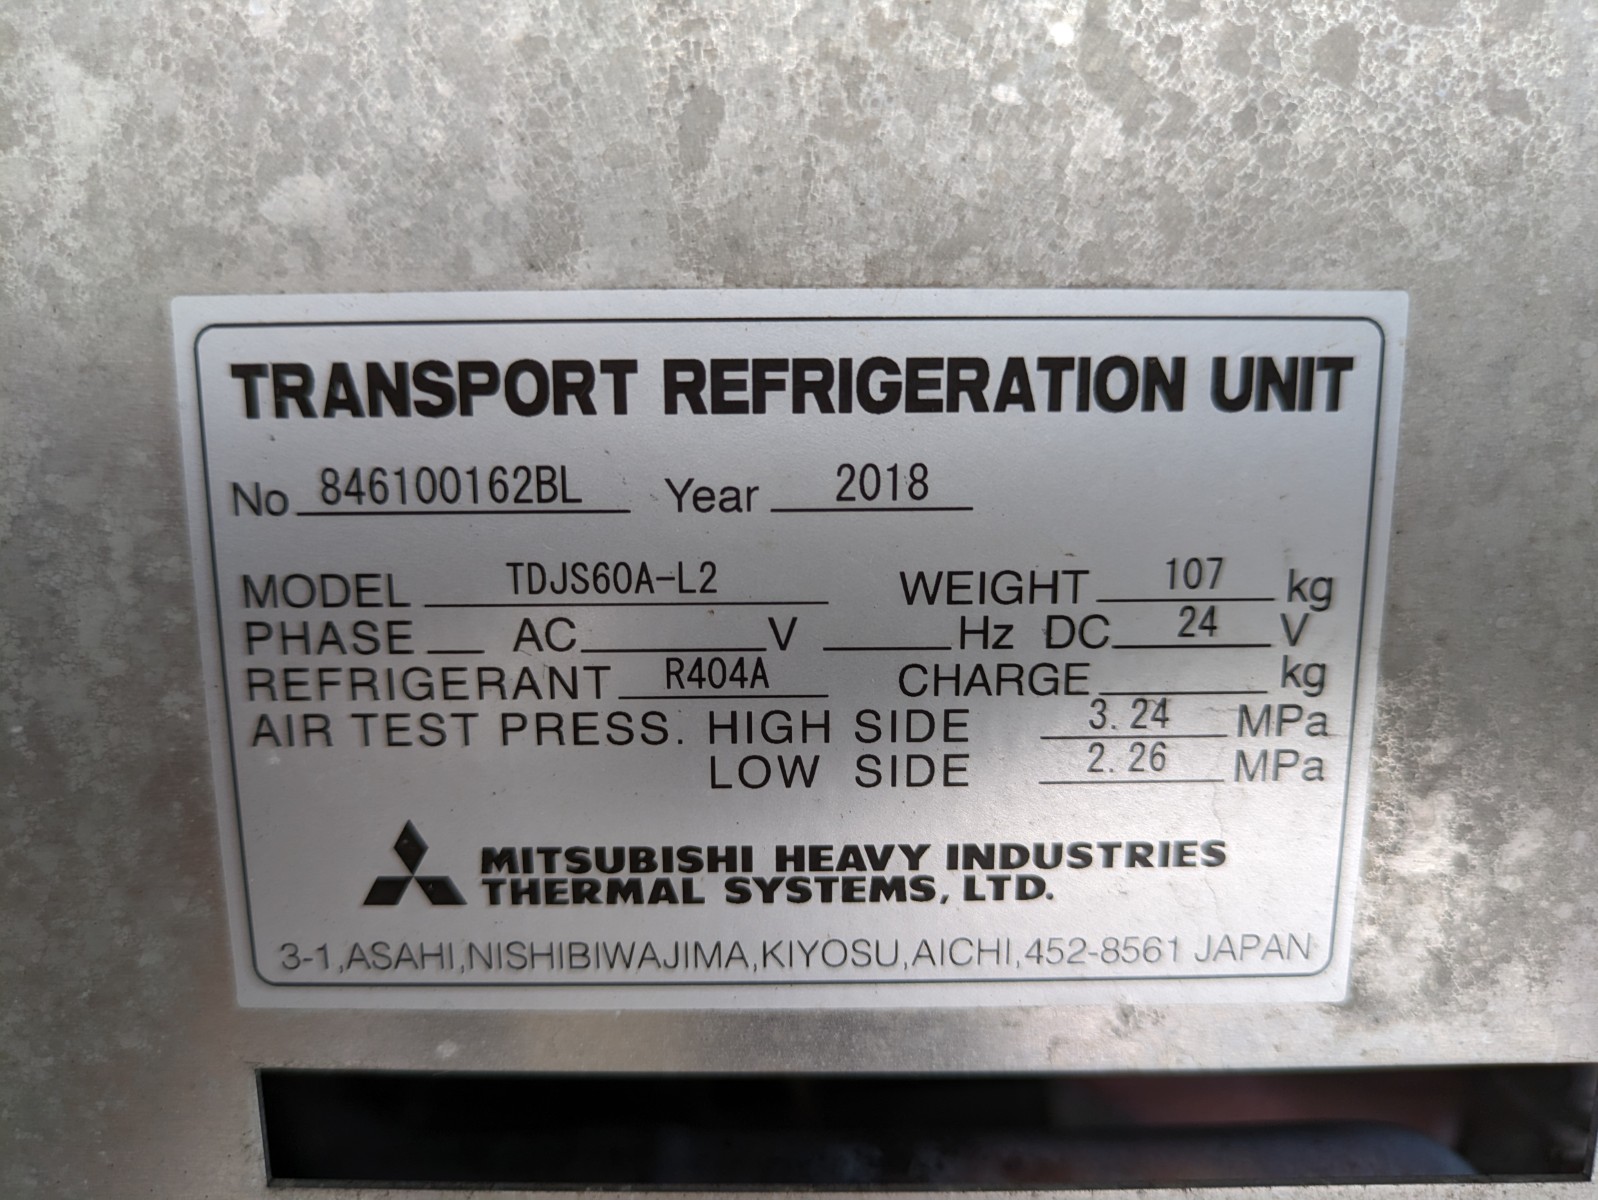 TRANSPORT REFRIGERATION UNIT
No 846100162BL Year 2018
MODEL TDJS60A-L2 WEIGHT 107 kg
PHASE AC V Hz DC 24 V
REFRIGERANT R404A CHARGE kg
AIR TEST PRESS. HIGH SIDE 3.24 MPa
LOW SIDE 2.26 MPa
MITSUBISHI HEAVY INDUSTRIES
THERMAL SYSTEMS, LTD.
3-1,ASAHI,NISHIBIWAJIMA,KIYOSU,AICHI,452-8561 JAPAN